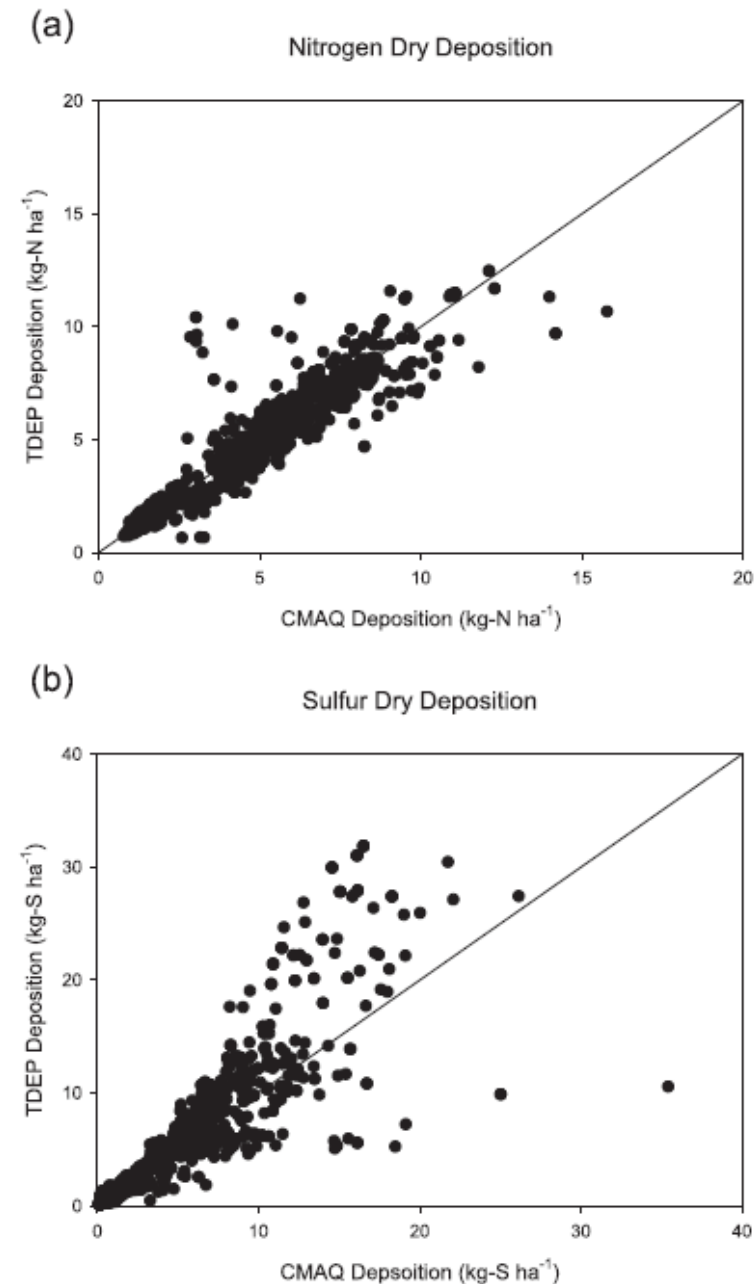 (a)
Nitrogen Dry Deposition
20
15
10
5
0
TDEP Deposition (kg-N ha⁻¹)
0 5 10 15 20
CMAQ Deposition (kg-N ha⁻¹)
(b)
Sulfur Dry Deposition
40
30
20
10
0
TDEP Deposition (kg-S ha⁻¹)
0 10 20 30 40
CMAQ Depsoition (kg-S ha⁻¹)